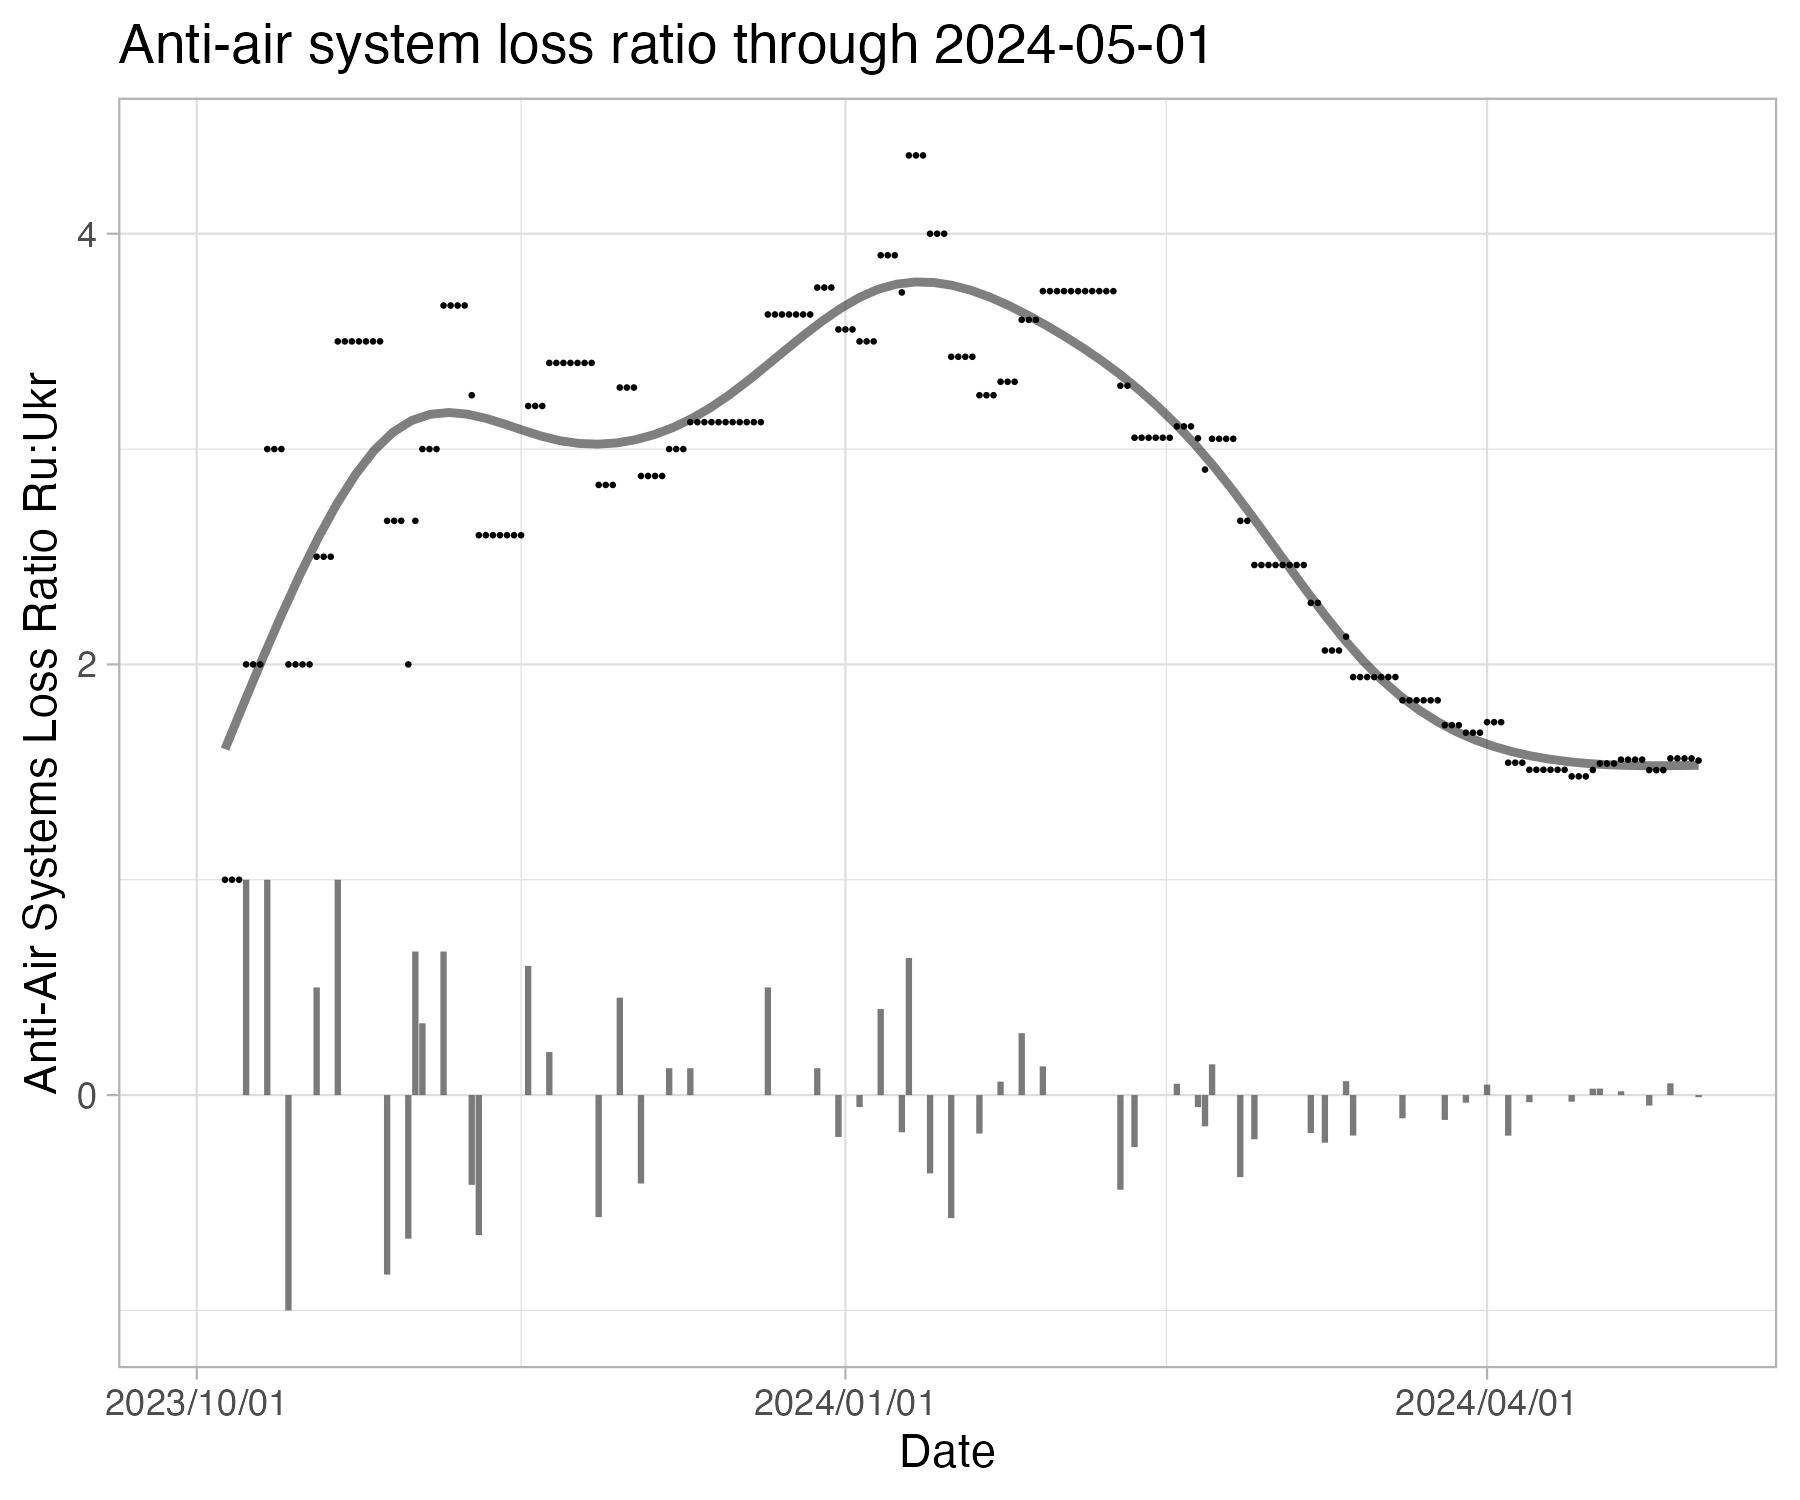 Anti-air system loss ratio through 2024-05-01
Anti-Air Systems Loss Ratio Ru:Ukr
4
2
0
2023/10/01
2024/01/01
2024/04/01
Date